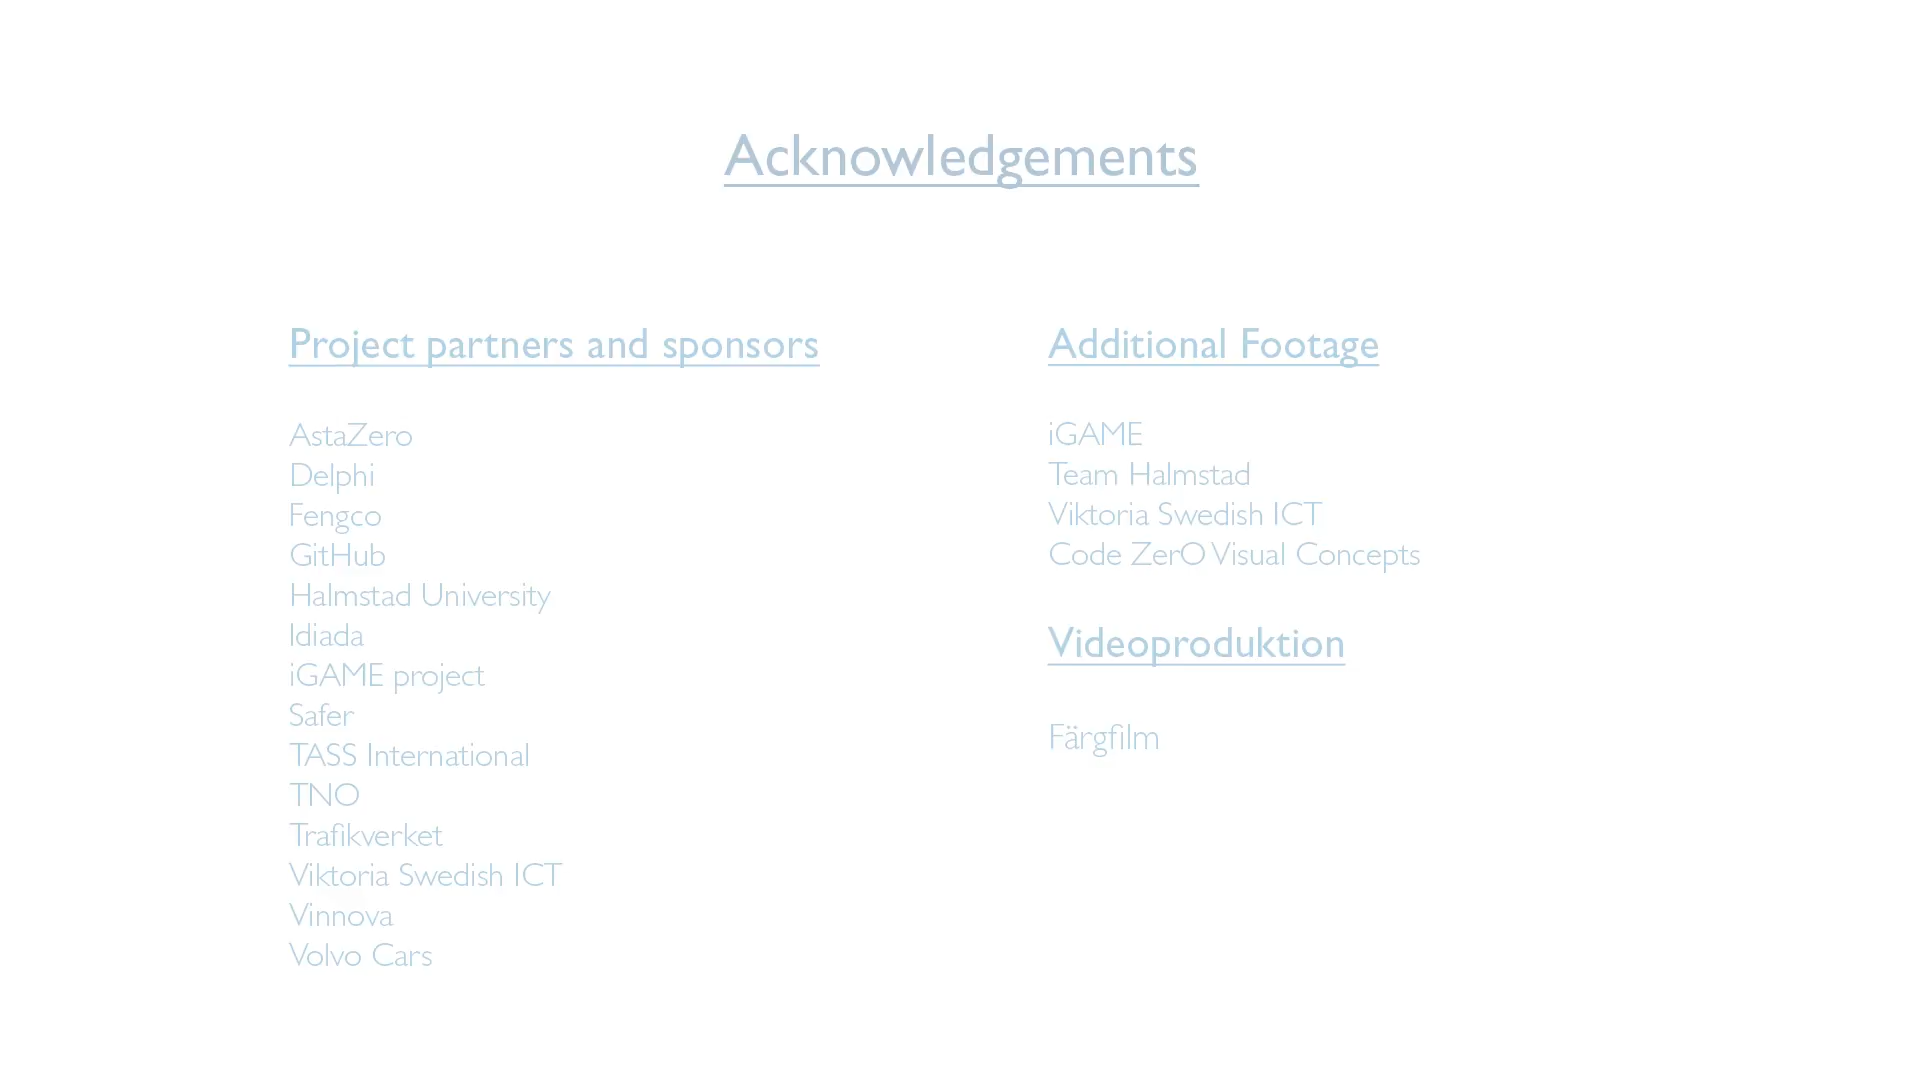 Acknowledgements
Project partners and sponsors
AstaZero
Delphi
Fengco
GitHub
Halmstad University
Idiada
iGAME project
Safer
TASS International
TNO
Trafikverket
Viktoria Swedish ICT
Vinnova
Volvo Cars
Additional Footage
iGAME
Team Halmstad
Viktoria Swedish ICT
Code ZerO Visual Concepts
Videoproduktion
Färgfilm